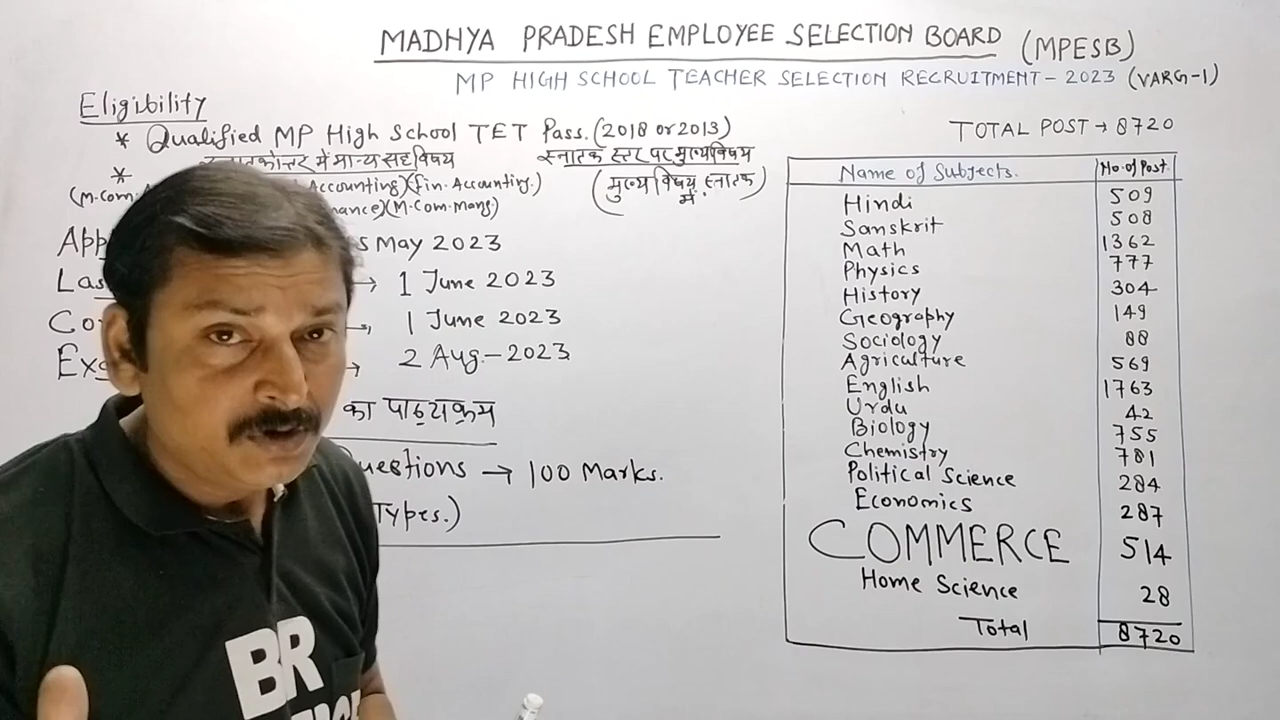 MADHYA PRADESH EMPLOYEE SELECTION BOARD (MPESB)
MP HIGH SCHOOL TEACHER SELECTION RECRUITMENT - 2023 (VARG-1)
Eligibility
* Qualified MP High School TET Pass. (2018 or 2013)
* स्नातकोत्तर में मान्य सह विषय स्नातक स्तर पर मुख्य विषय
(M.Com. Accounting)(Fin. Accounting.) (मुख्य विषय स्नातक में.)
(M.Com. Mang)
May 2023
→ 1 June 2023
→ 1 June 2023
→ 2 Aug.-2023
का पाठ्यक्रम
Questions → 100 Marks.
Types.)
TOTAL POST → 8720
Name of Subjects. No. of Post.
Hindi 509
Sanskrit 508
Math 1362
Physics 777
History 304
Geography 149
Sociology 88
Agriculture 569
English 1763
Urdu 42
Biology 755
Chemistry 781
Political Science 284
Economics 287
COMMERCE 514
Home Science 28
Total 8720
BR